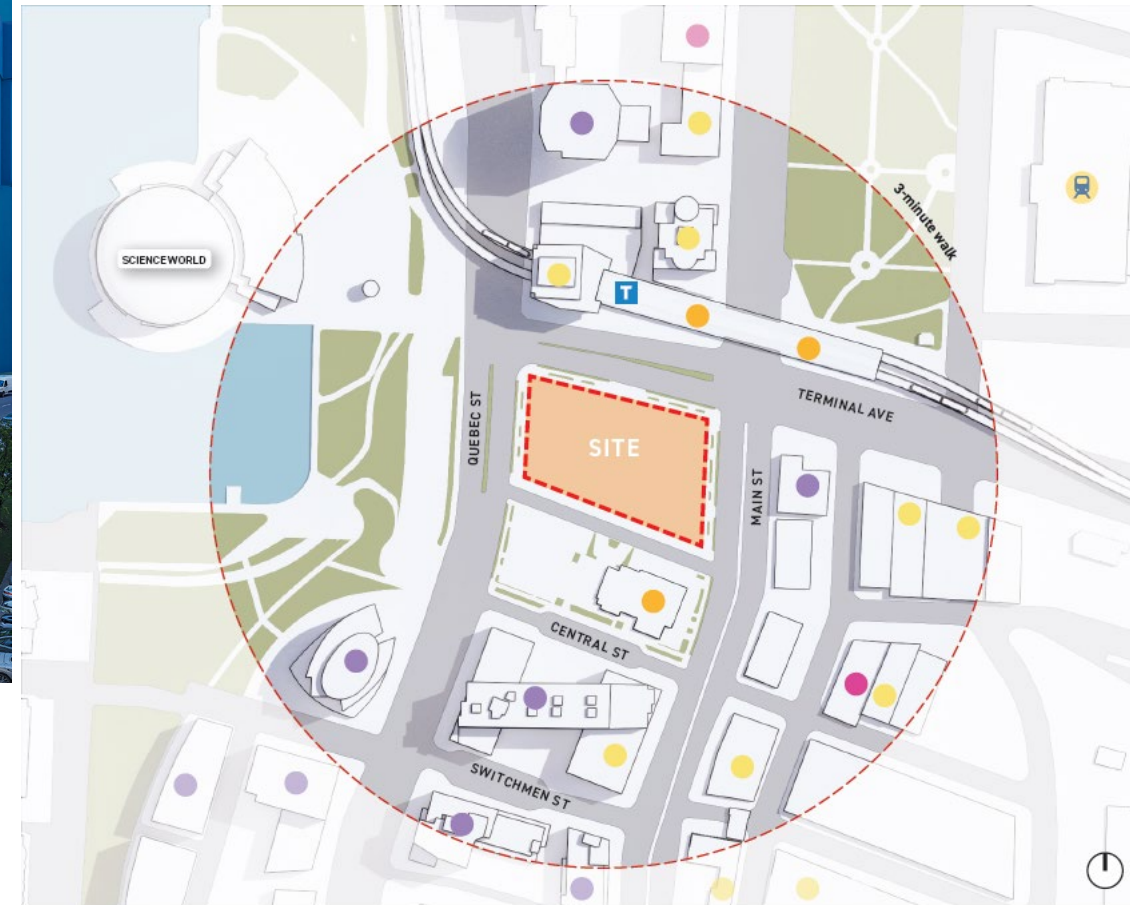 3-minute walk
SCIENCEWORLD
T
TERMINAL AVE
QUEBEC ST
SITE
MAIN ST
CENTRAL ST
SWITCHMEN ST